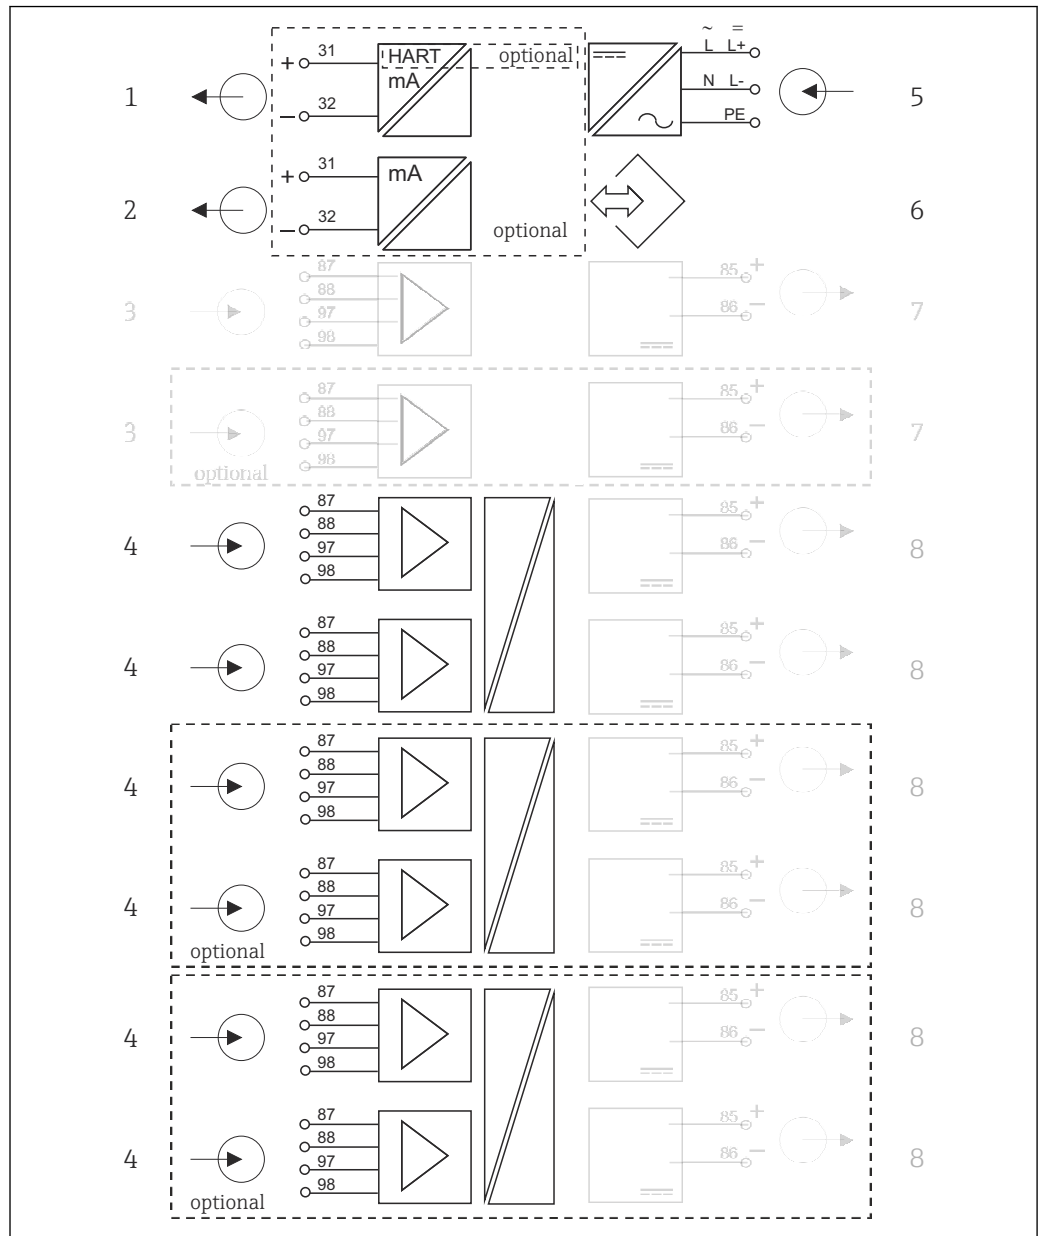 ~ =
+ 31 HART optional L L+
1 mA N L- 5
– 32 PE
+ 31 mA
2 6
– 32 optional
87 85 +
88
3 97 86 – 7
98
87 85 +
88
3 97 86 – 7
optional 98
87 85 +
88
4 97 86 – 8
98
87 85 +
88
4 97 86 – 8
98
87 85 +
88
4 97 86 – 8
98
87 85 +
88
4 97 86 – 8
98
optional
87 85 +
88
4 97 86 – 8
98
87 85 +
88
4 97 86 – 8
98
optional